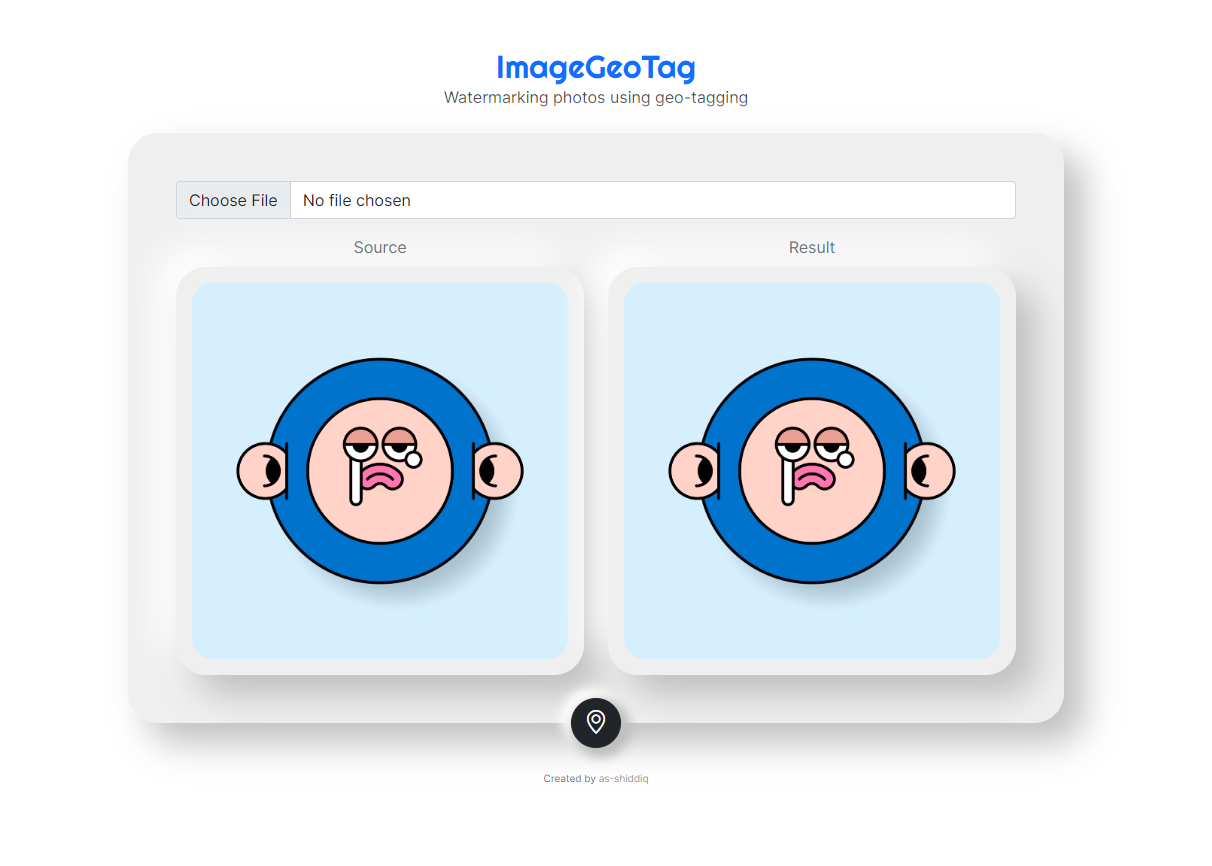 ImageGeoTag
Watermarking photos using geo-tagging
Choose File No file chosen
Source Result
Created by as-shiddiq